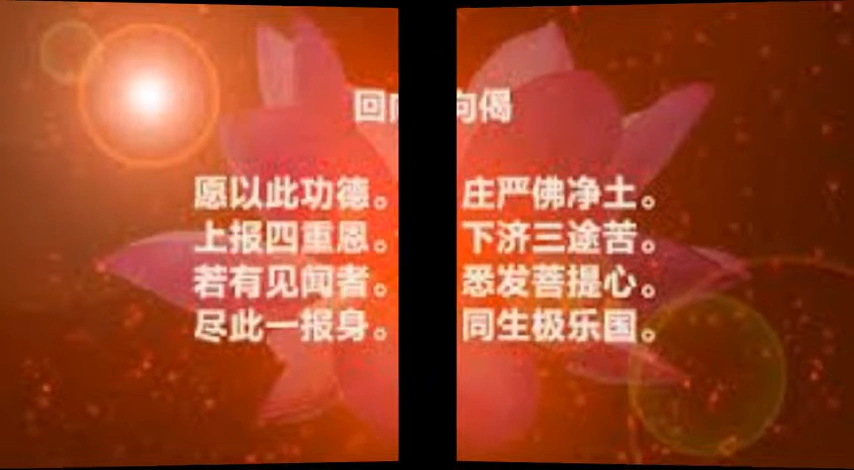 回向偈
愿以此功德。 庄严佛净土。
上报四重恩。 下济三途苦。
若有见闻者。 悉发菩提心。
尽此一报身。 同生极乐国。